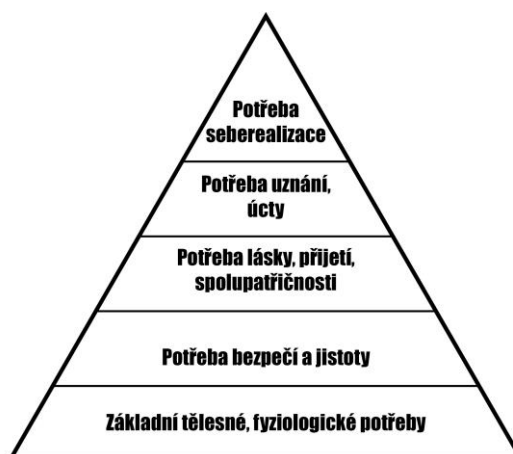 Potřeba
seberealizace
Potřeba uznání,
úcty
Potřeba lásky, přijetí,
spolupatřičnosti
Potřeba bezpečí a jistoty
Základní tělesné, fyziologické potřeby